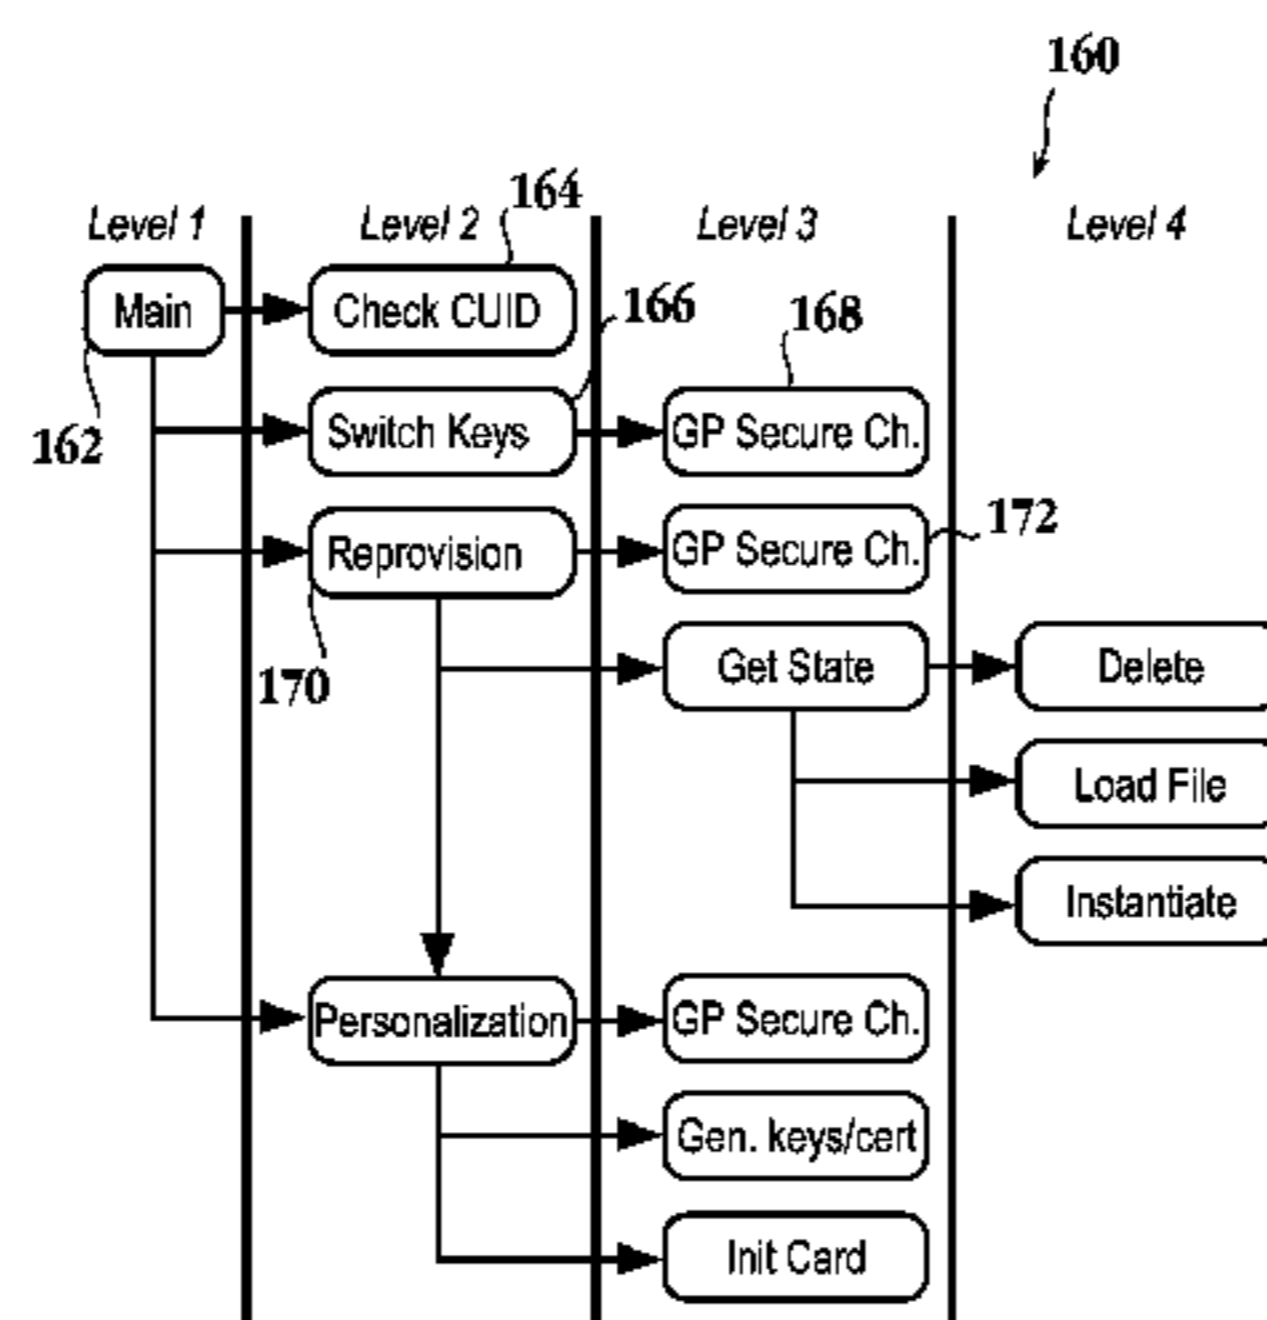 160
164
Level 1 Level 2 Level 3 Level 4
Main Check CUID 166 168
162 Switch Keys GP Secure Ch.
Reprovision GP Secure Ch. 172
170 Get State Delete
Load File
Instantiate
Personalization GP Secure Ch.
Gen. keys/cert
Init Card